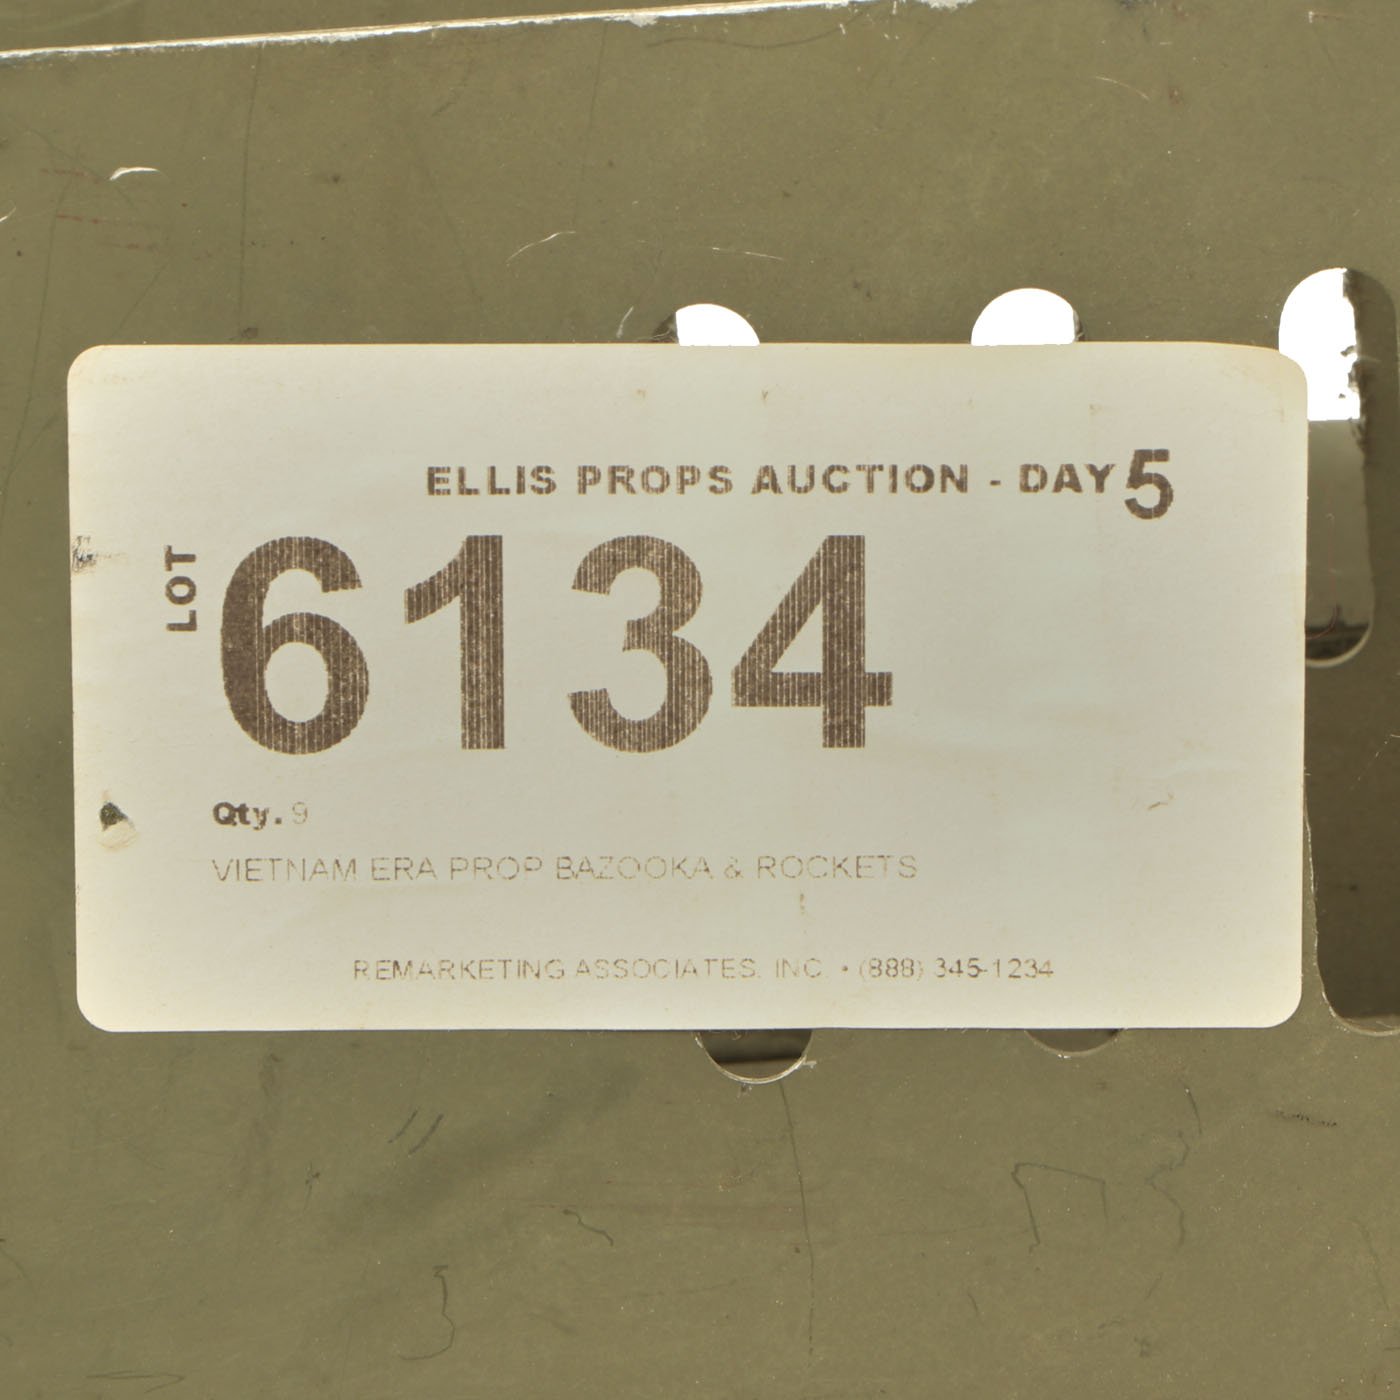 ELLIS PROPS AUCTION - DAY 5
LOT 6134
Qty. 9
VIETNAM ERA PROP BAZOOKA & ROCKETS
REMARKETING ASSOCIATES, INC. • (888) 345-1234